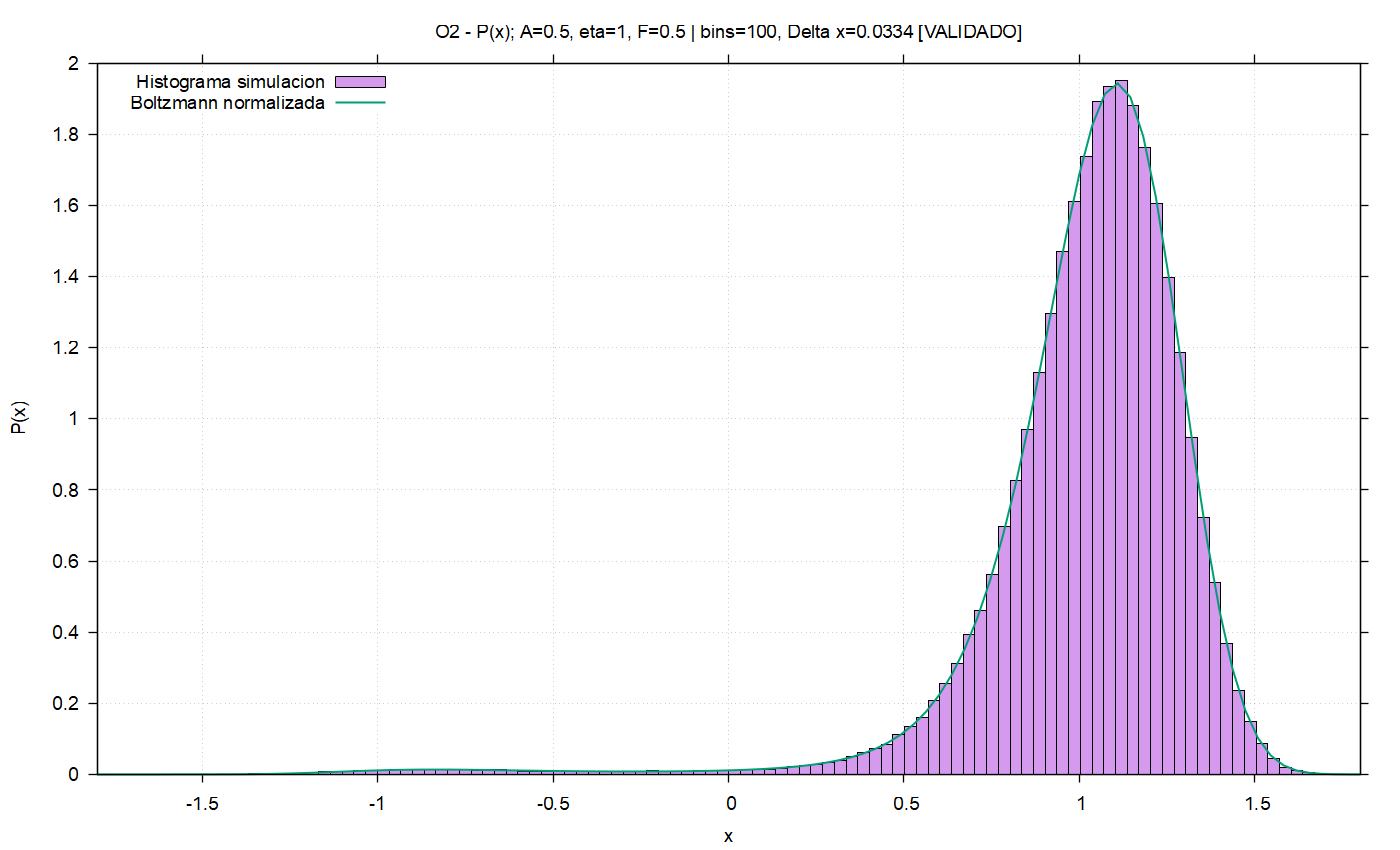 O2 - P(x); A=0.5, eta=1, F=0.5 | bins=100, Delta x=0.0334 [VALIDADO]
Histograma simulacion
Boltzmann normalizada
2
1.8
1.6
1.4
1.2
1
0.8
0.6
0.4
0.2
0
P(x)
-1.5 -1 -0.5 0 0.5 1 1.5
x